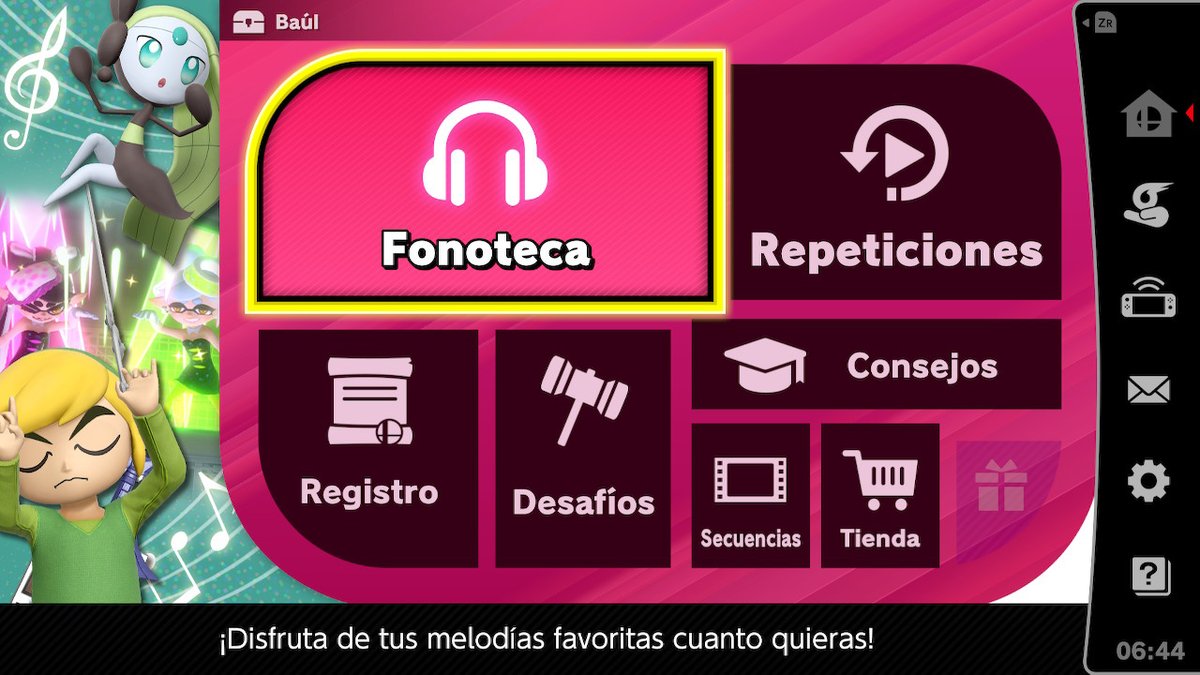 Baúl
ZR
Fonoteca
Repeticiones
Registro
Desafíos
Consejos
Secuencias
Tienda
?
06:44
¡Disfruta de tus melodías favoritas cuanto quieras!